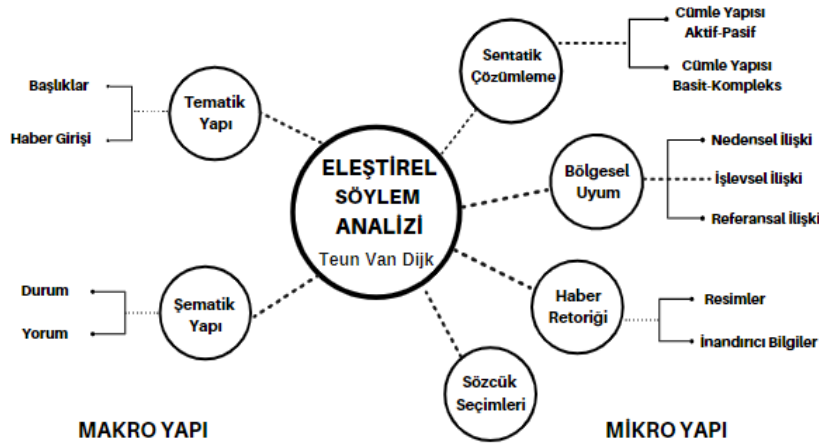 Cümle Yapısı
Aktif-Pasif
Sentatik
Çözümleme
Cümle Yapısı
Basit-Kompleks
Başlıklar
Tematik
Yapı
Haber Girişi
Nedensel İlişki
ELEŞTİREL
SÖYLEM
ANALİZİ
Teun Van Dijk
Bölgesel
Uyum
İşlevsel İlişki
Referansal İlişki
Durum
Şematik
Yapı
Yorum
Haber
Retoriği
Resimler
İnandırıcı Bilgiler
Sözcük
Seçimleri
MAKRO YAPI
MİKRO YAPI